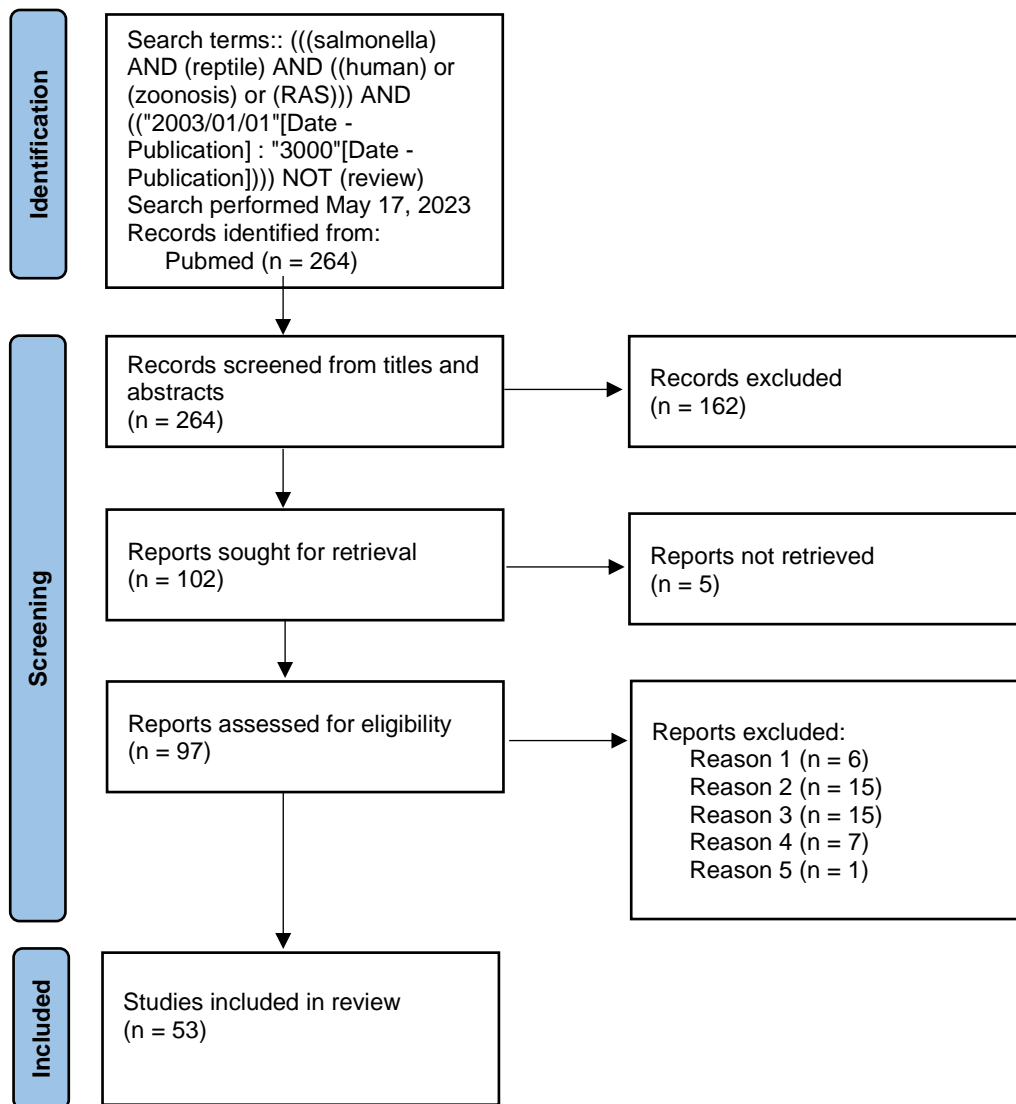 Identification
Search terms:: (((salmonella)
AND (reptile) AND ((human) or
(zoonosis) or (RAS))) AND
(("2003/01/01"[Date -
Publication] : "3000"[Date -
Publication]))) NOT (review)
Search performed May 17, 2023
Records identified from:
Pubmed (n = 264)
Screening
Records screened from titles and
abstracts
(n = 264)
Records excluded
(n = 162)
Reports sought for retrieval
(n = 102)
Reports not retrieved
(n = 5)
Reports assessed for eligibility
(n = 97)
Reports excluded:
Reason 1 (n = 6)
Reason 2 (n = 15)
Reason 3 (n = 15)
Reason 4 (n = 7)
Reason 5 (n = 1)
Included
Studies included in review
(n = 53)